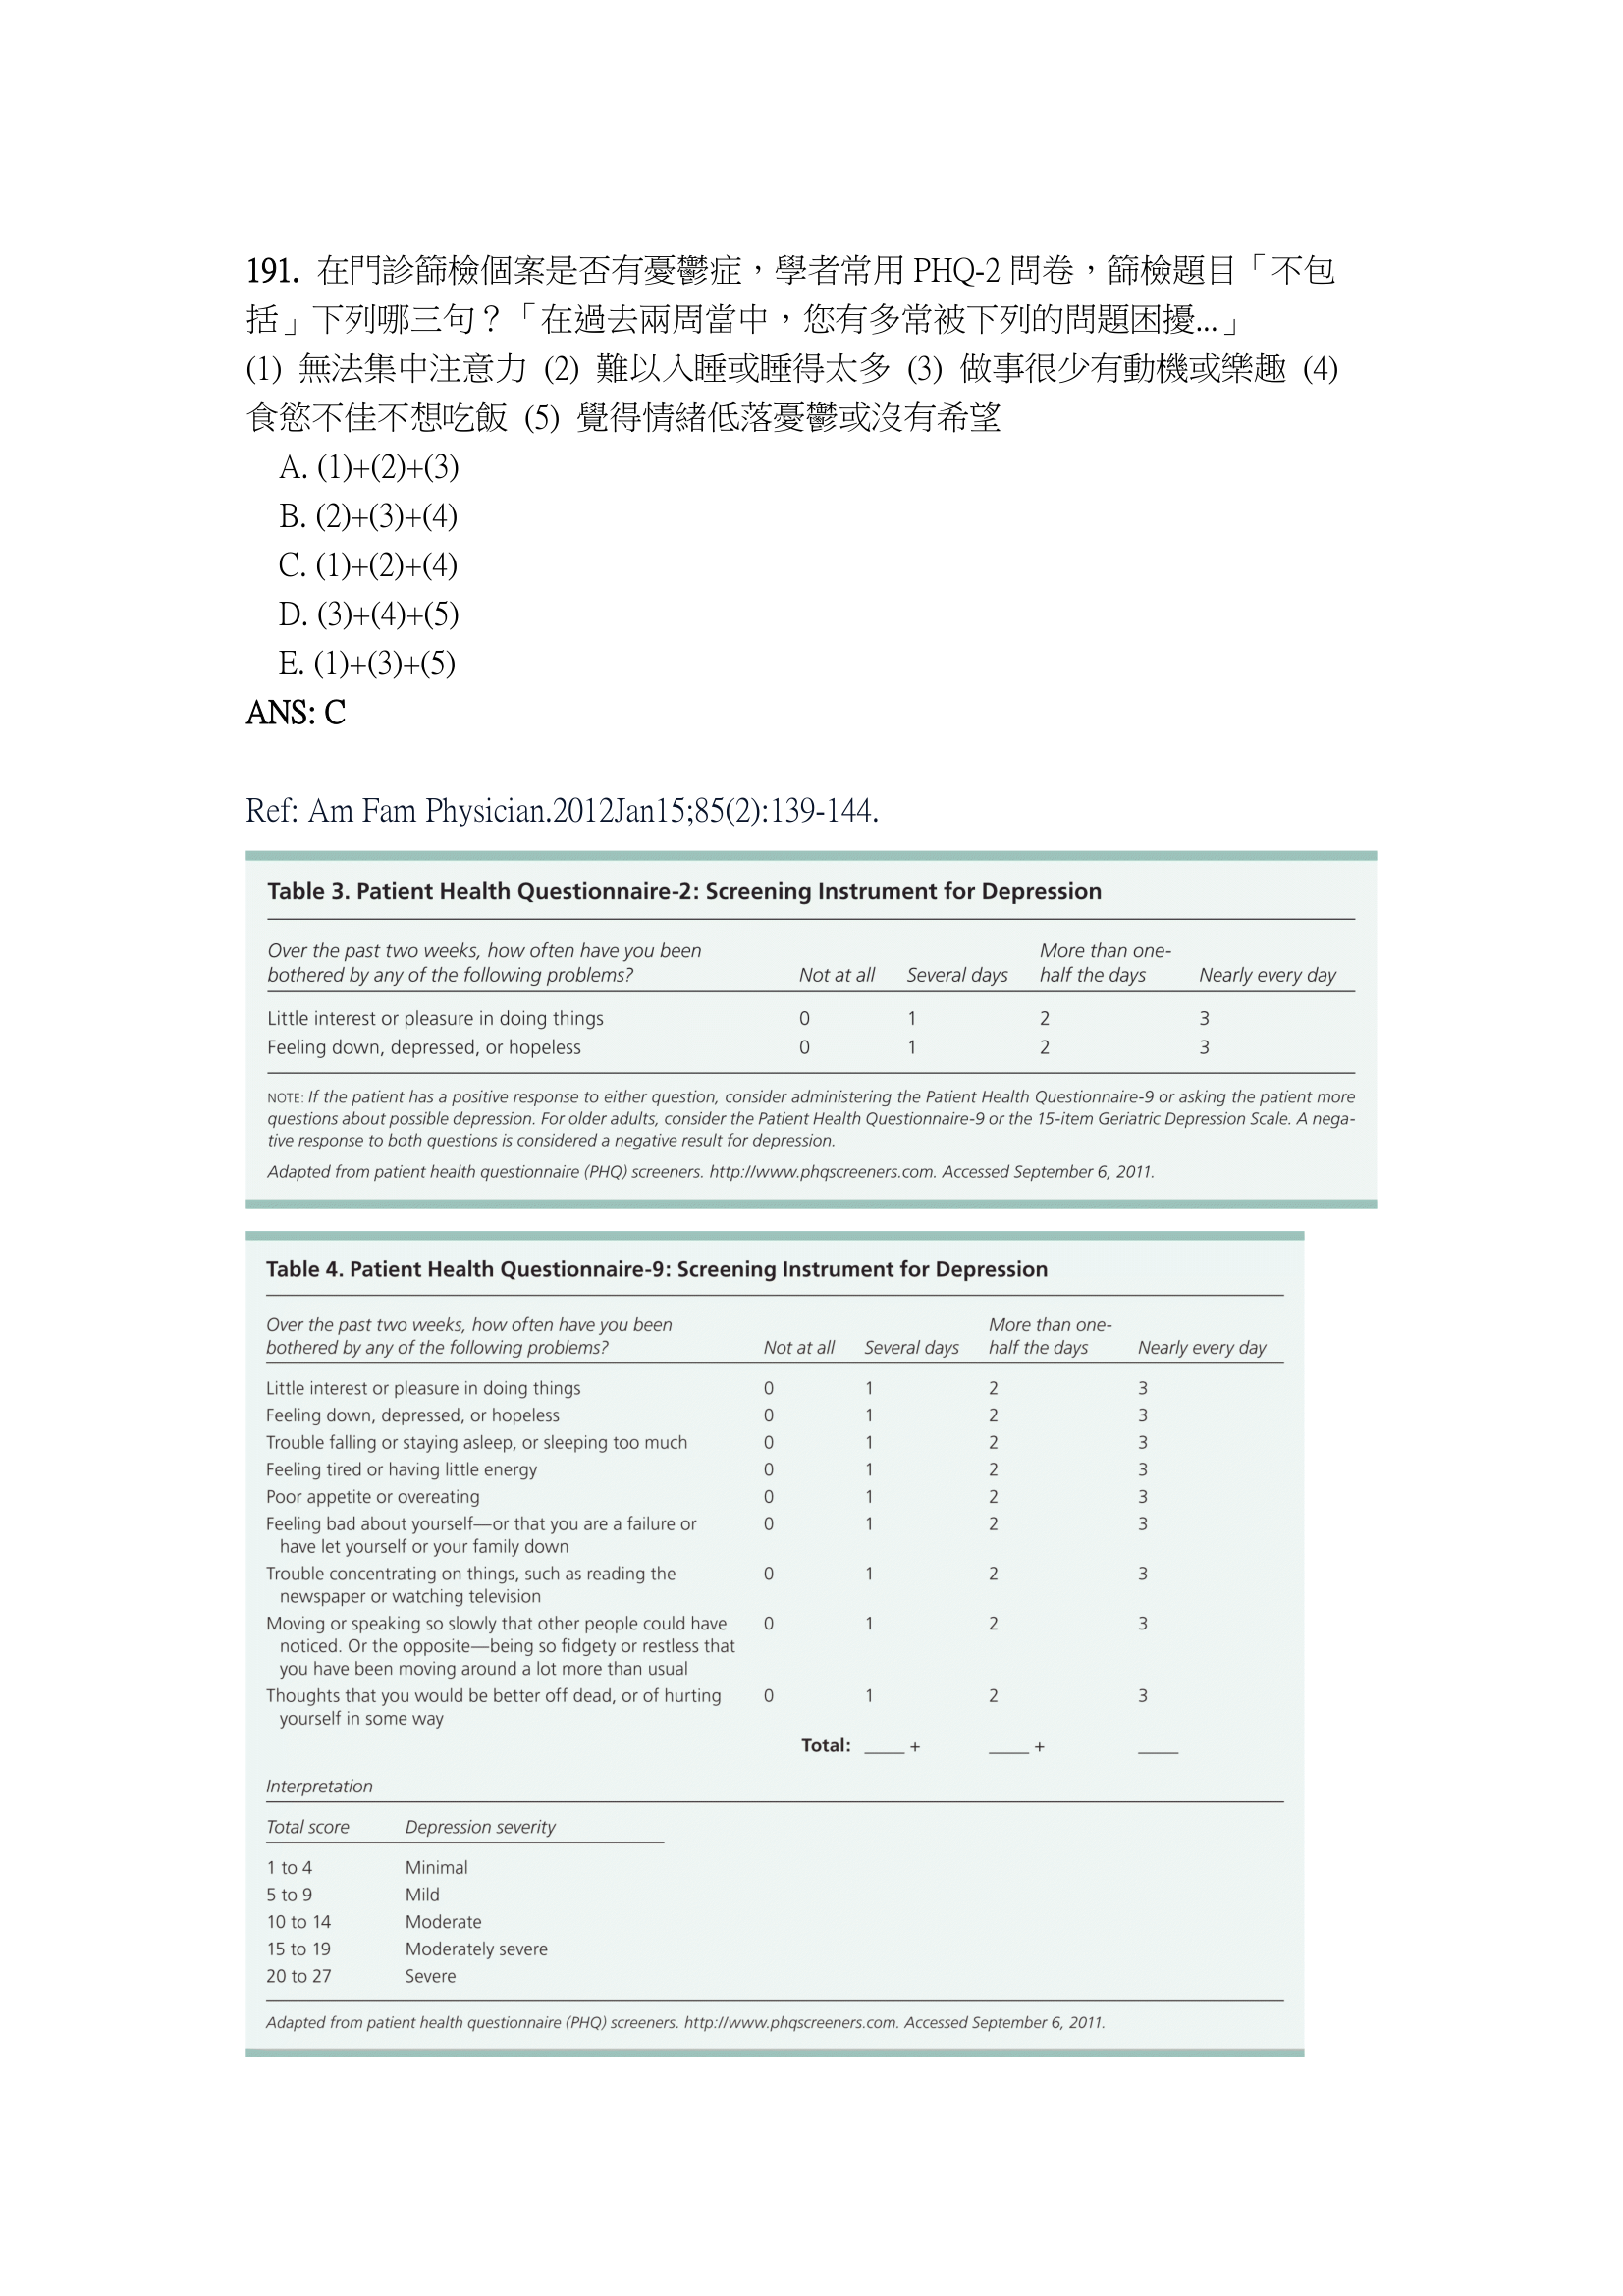 191. 在門診篩檢個案是否有憂鬱症，學者常用 PHQ-2 問卷，篩檢題目「不包
括」下列哪三句？「在過去兩周當中，您有多常被下列的問題困擾...」
(1) 無法集中注意力 (2) 難以入睡或睡得太多 (3) 做事很少有動機或樂趣 (4)
食慾不佳不想吃飯 (5) 覺得情緒低落憂鬱或沒有希望
A. (1)+(2)+(3)
B. (2)+(3)+(4)
C. (1)+(2)+(4)
D. (3)+(4)+(5)
E. (1)+(3)+(5)
ANS: C
Ref: Am Fam Physician.2012Jan15;85(2):139-144.
Table 3. Patient Health Questionnaire-2: Screening Instrument for Depression
Over the past two weeks, how often have you been
bothered by any of the following problems? Not at all Several days More than one-
half the days Nearly every day
Little interest or pleasure in doing things 0 1 2 3
Feeling down, depressed, or hopeless 0 1 2 3
NOTE: If the patient has a positive response to either question, consider administering the Patient Health Questionnaire-9 or asking the patient more
questions about possible depression. For older adults, consider the Patient Health Questionnaire-9 or the 15-item Geriatric Depression Scale. A nega-
tive response to both questions is considered a negative result for depression.
Adapted from patient health questionnaire (PHQ) screeners. http://www.phqscreeners.com. Accessed September 6, 2011.
Table 4. Patient Health Questionnaire-9: Screening Instrument for Depression
Over the past two weeks, how often have you been
bothered by any of the following problems? Not at all Several days More than one-
half the days Nearly every day
Little interest or pleasure in doing things 0 1 2 3
Feeling down, depressed, or hopeless 0 1 2 3
Trouble falling or staying asleep, or sleeping too much 0 1 2 3
Feeling tired or having little energy 0 1 2 3
Poor appetite or overeating 0 1 2 3
Feeling bad about yourself—or that you are a failure or 0 1 2 3
have let yourself or your family down
Trouble concentrating on things, such as reading the 0 1 2 3
newspaper or watching television
Moving or speaking so slowly that other people could have 0 1 2 3
noticed. Or the opposite—being so fidgety or restless that
you have been moving around a lot more than usual
Thoughts that you would be better off dead, or of hurting 0 1 2 3
yourself in some way
Total: ____ + ____ + ____
Interpretation
Total score Depression severity
1 to 4 Minimal
5 to 9 Mild
10 to 14 Moderate
15 to 19 Moderately severe
20 to 27 Severe
Adapted from patient health questionnaire (PHQ) screeners. http://www.phqscreeners.com. Accessed September 6, 2011.